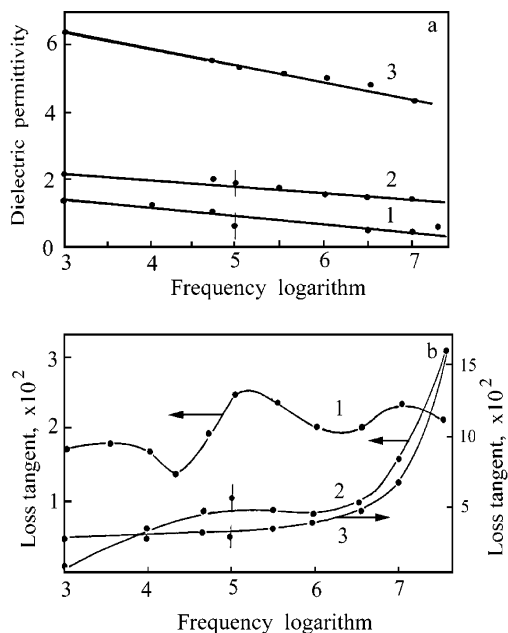 a
Dielectric permittivity
6
4
2
0
3
2
1
3 4 5 6 7
Frequency logarithm
b
Loss tangent, x10²
3
2
1
15
10
5
Loss tangent, x10²
1
2
3
3 4 5 6 7
Frequency logarithm